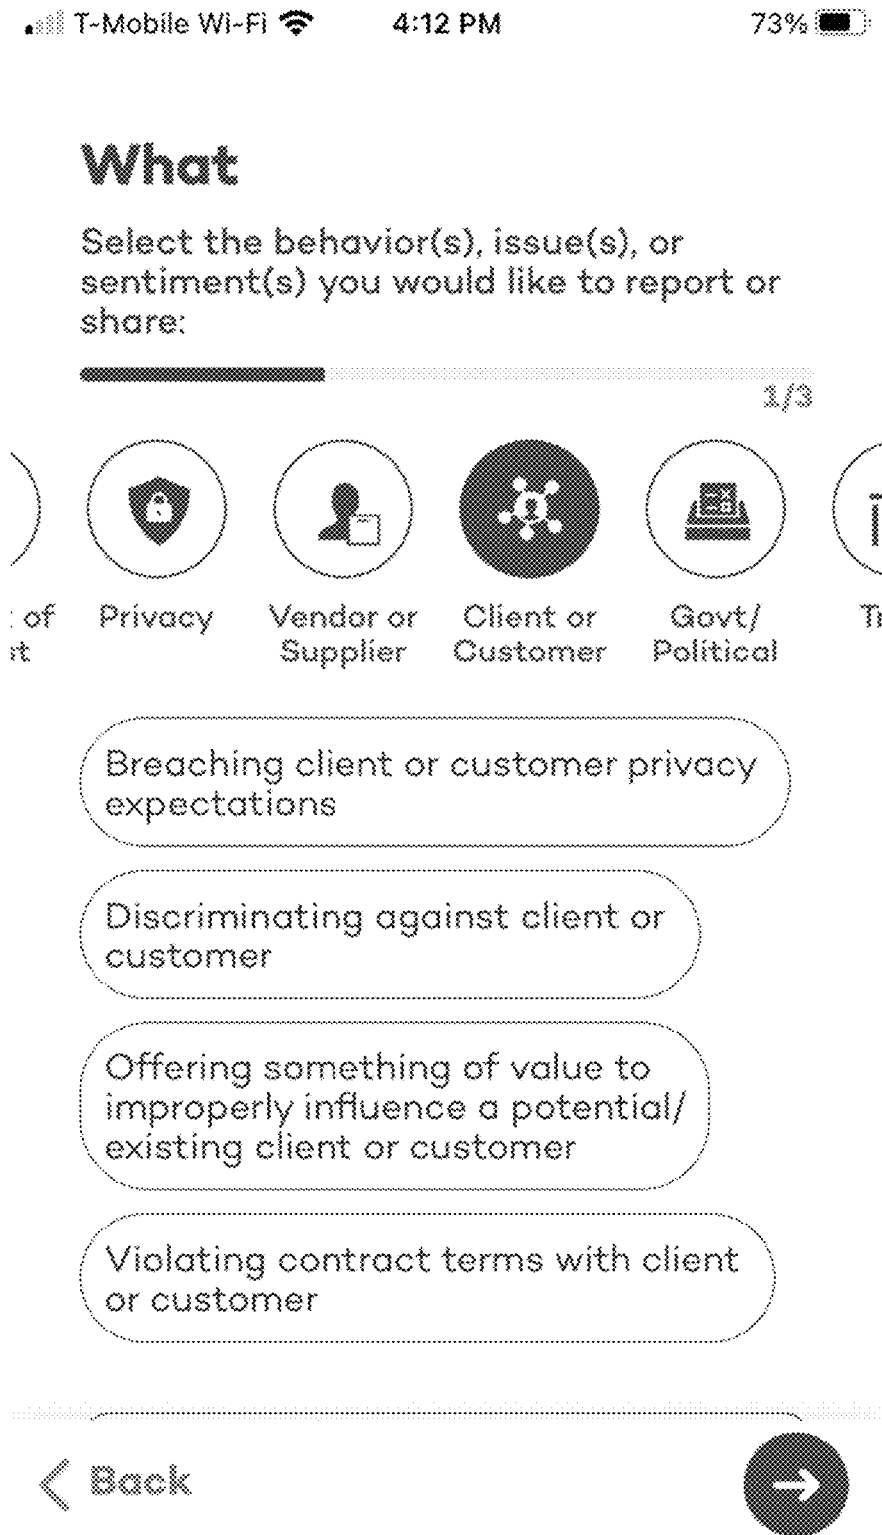 T-Mobile Wi-Fi 4:12 PM 73%
What
Select the behavior(s), issue(s), or
sentiment(s) you would like to report or
share:
1/3
of Privacy Vendor or Client or Govt/
Supplier Customer Political
Breaching client or customer privacy
expectations
Discriminating against client or
customer
Offering something of value to
improperly influence a potential/
existing client or customer
Violating contract terms with client
or customer
Back